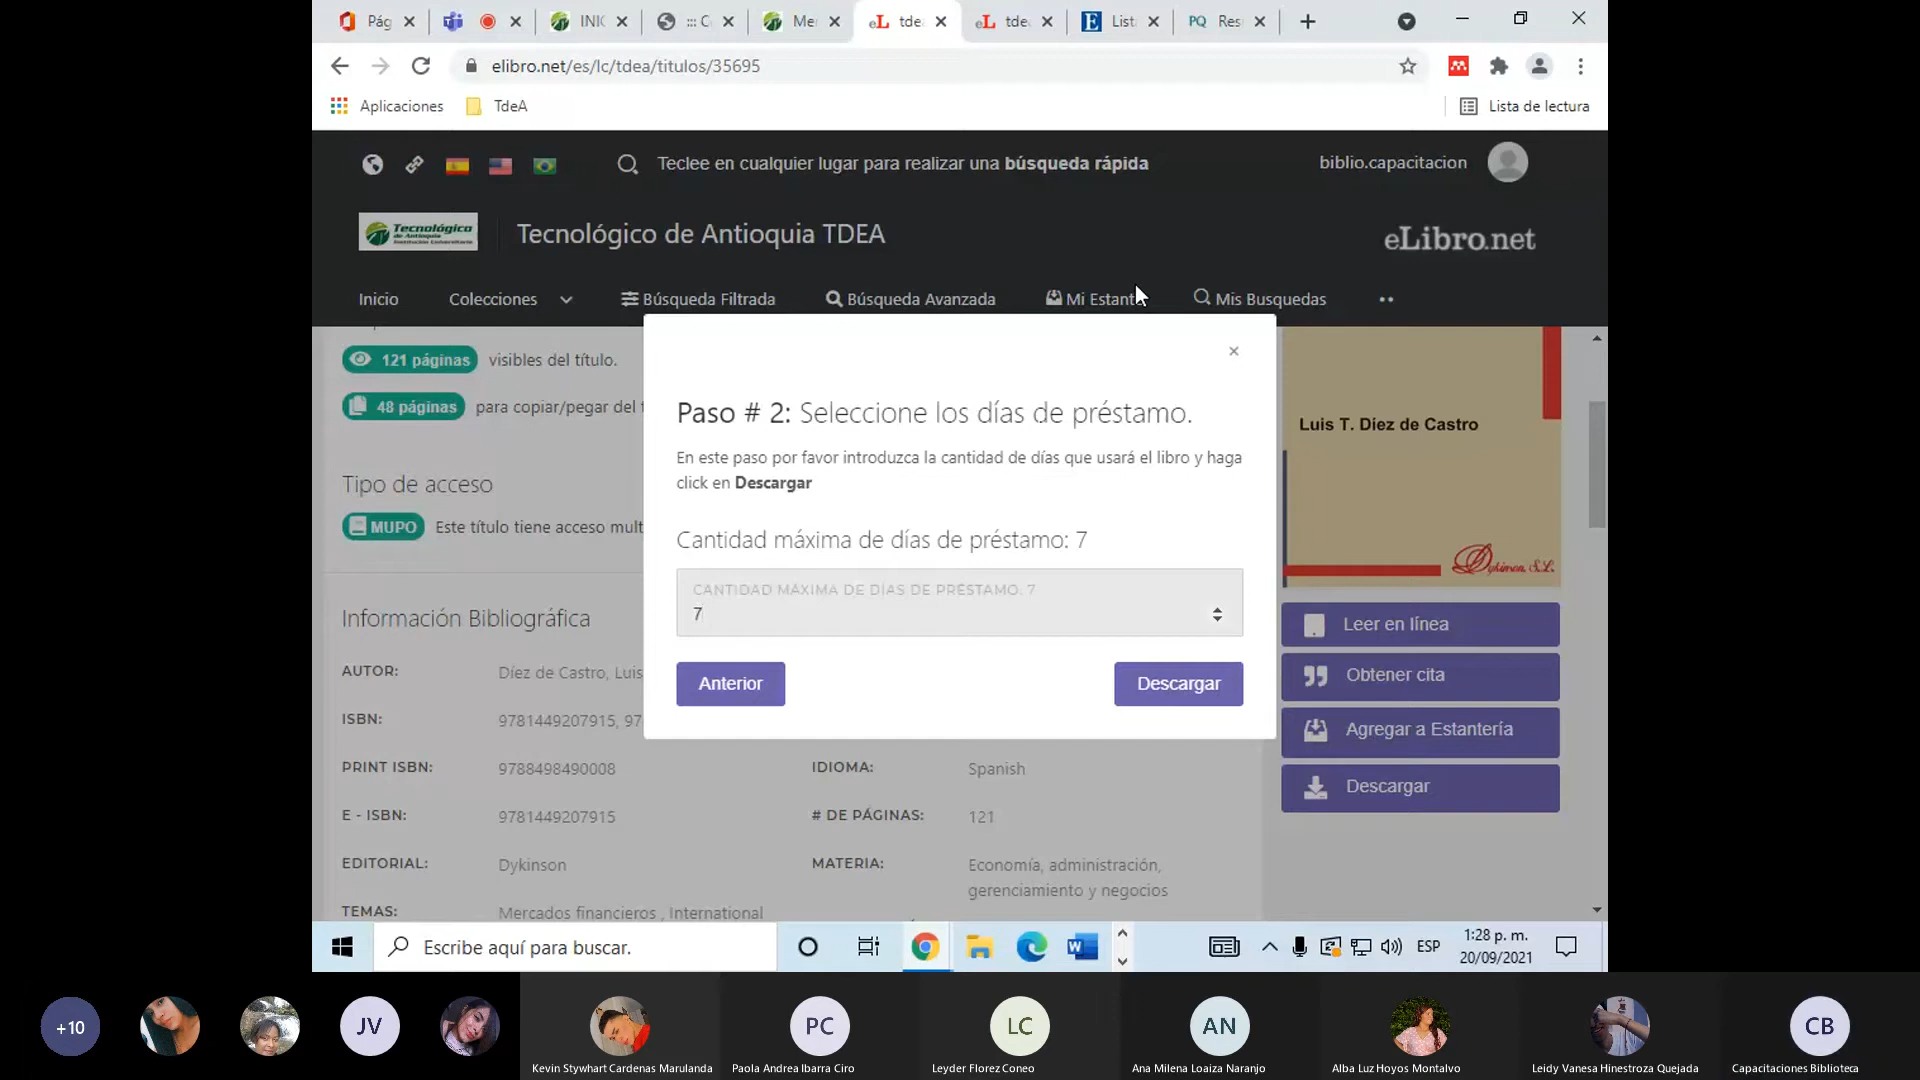 Pág
INIC
::: C
Me
eL tde
eL tde
E List
PQ Res
elibro.net/es/lc/tdea/titulos/35695
Aplicaciones
TdeA
Lista de lectura
Teclee en cualquier lugar para realizar una búsqueda rápida
biblio.capacitacion
Tecnológico
de Antioquia
Institución Universitaria
Tecnológico de Antioquia TDEA
eLibro.net
Inicio
Colecciones
Búsqueda Filtrada
Búsqueda Avanzada
Mi Estant
Mis Busquedas
121 páginas visibles del título.
48 páginas para copiar/pegar del
Tipo de acceso
MUPO Este título tiene acceso mult
Información Bibliográfica
AUTOR: Díez de Castro, Luis
ISBN: 9781449207915, 97
PRINT ISBN: 9788498490008
IDIOMA: Spanish
E - ISBN: 9781449207915
# DE PÁGINAS: 121
EDITORIAL: Dykinson
MATERIA: Economía, administración,
gerenciamiento y negocios
TEMAS: Mercados financieros , International
×
Paso # 2: Seleccione los días de préstamo.
En este paso por favor introduzca la cantidad de días que usará el libro y haga
click en Descargar
Cantidad máxima de días de préstamo: 7
CANTIDAD MÁXIMA DE DÍAS DE PRÉSTAMO: 7
7
Anterior
Descargar
Luis T. Díez de Castro
Dykinson, S.L.
Leer en línea
Obtener cita
Agregar a Estantería
Descargar
Escribe aquí para buscar.
ESP
1:28 p. m.
20/09/2021
+10
JV
PC
LC
AN
CB
Kevin Stywhart Cardenas Marulanda
Paola Andrea Ibarra Ciro
Leyder Florez Coneo
Ana Milena Loaiza Naranjo
Alba Luz Hoyos Montalvo
Leidy Vanesa Hinestroza Quejada
Capacitaciones Biblioteca